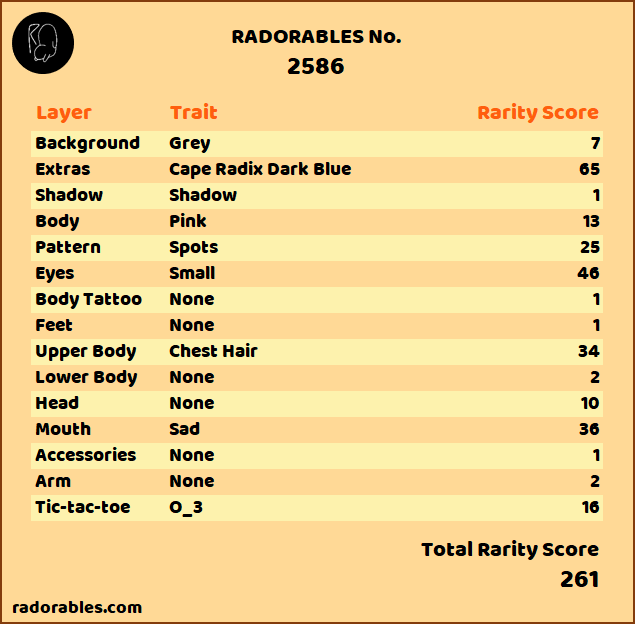 RADORABLES No.
2586
Layer Trait Rarity Score
Background Grey 7
Extras Cape Radix Dark Blue 65
Shadow Shadow 1
Body Pink 13
Pattern Spots 25
Eyes Small 46
Body Tattoo None 1
Feet None 1
Upper Body Chest Hair 34
Lower Body None 2
Head None 10
Mouth Sad 36
Accessories None 1
Arm None 2
Tic-tac-toe O_3 16
Total Rarity Score
261
radorables.com